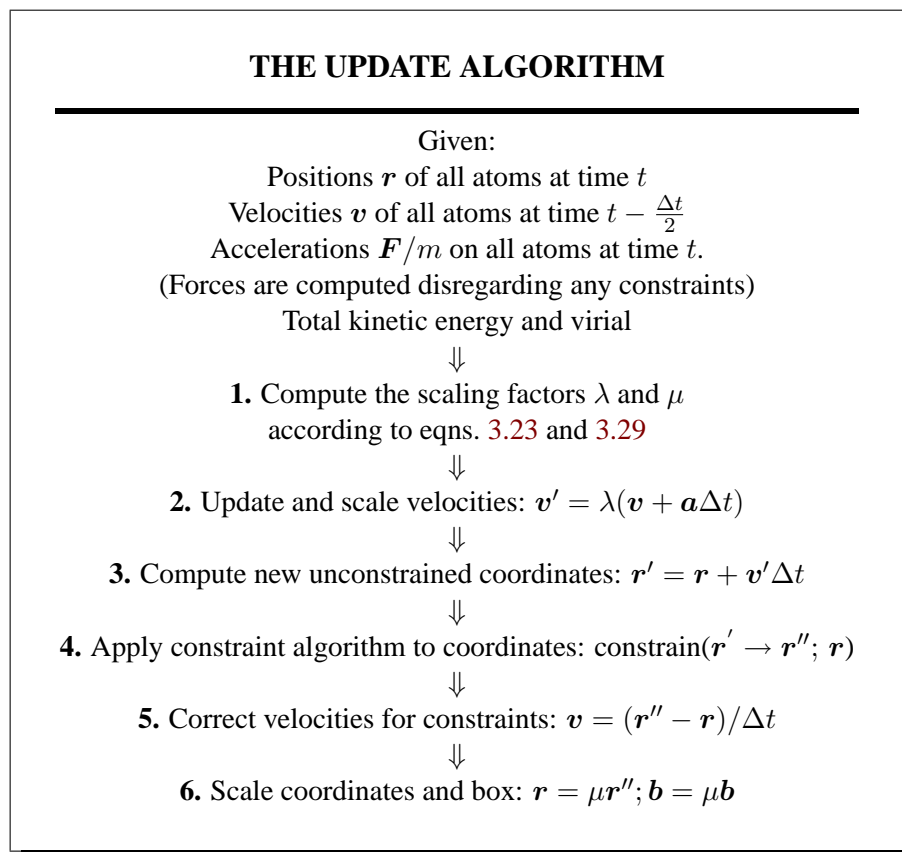 THE UPDATE ALGORITHM
Given:
Positions r of all atoms at time t
Velocities v of all atoms at time t − Δt/2
Accelerations F/m on all atoms at time t.
(Forces are computed disregarding any constraints)
Total kinetic energy and virial
⇓
1. Compute the scaling factors λ and μ
according to eqns. 3.23 and 3.29
⇓
2. Update and scale velocities: v′ = λ(v + aΔt)
⇓
3. Compute new unconstrained coordinates: r′ = r + v′Δt
⇓
4. Apply constraint algorithm to coordinates: constrain(r′ → r″; r)
⇓
5. Correct velocities for constraints: v = (r″ − r)/Δt
⇓
6. Scale coordinates and box: r = μr″; b = μb